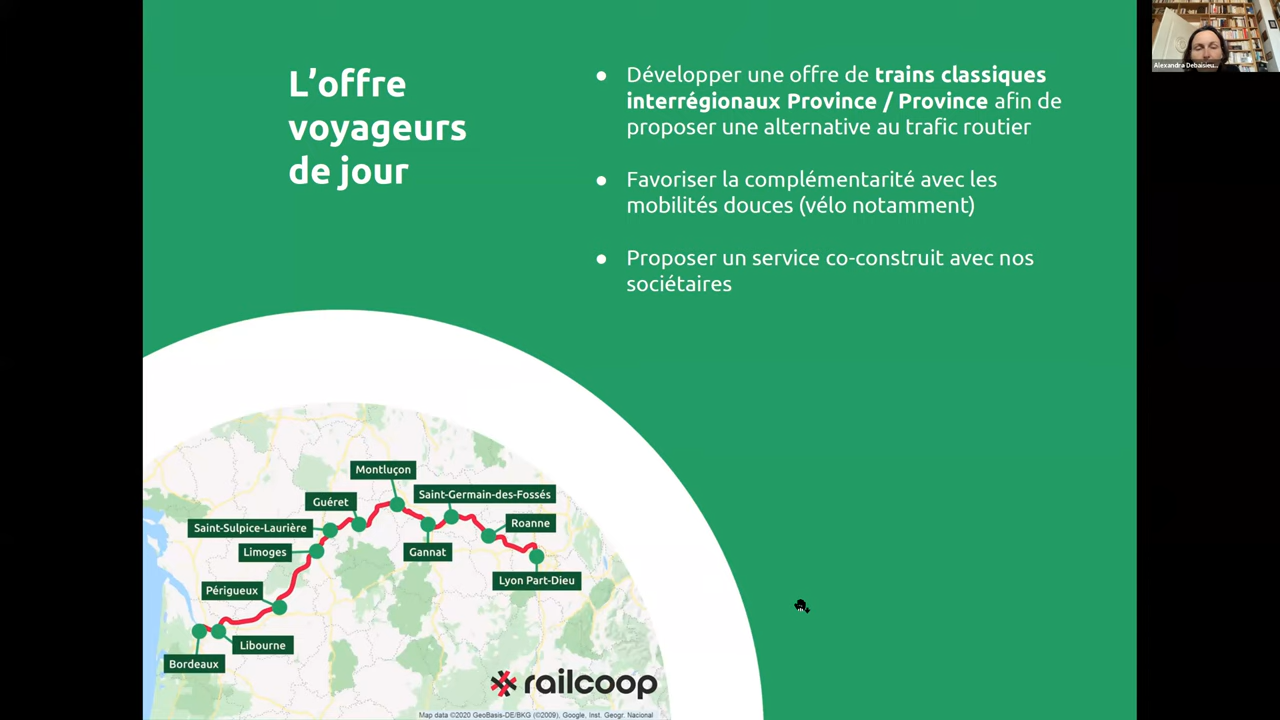 L’offre
voyageurs
de jour
● Développer une offre de trains classiques
interrégionaux Province / Province afin de
proposer une alternative au trafic routier
● Favoriser la complémentarité avec les
mobilités douces (vélo notamment)
● Proposer un service co-construit avec nos
sociétaires
Alexandra Debaisieu...
Montluçon
Saint-Germain-des-Fossés
Guéret
Roanne
Saint-Sulpice-Laurière
Limoges
Gannat
Lyon Part-Dieu
Périgueux
Libourne
Bordeaux
railcoop
Map data ©2020 GeoBasis-DE/BKG (©2009), Google, Inst. Geogr. Nacional